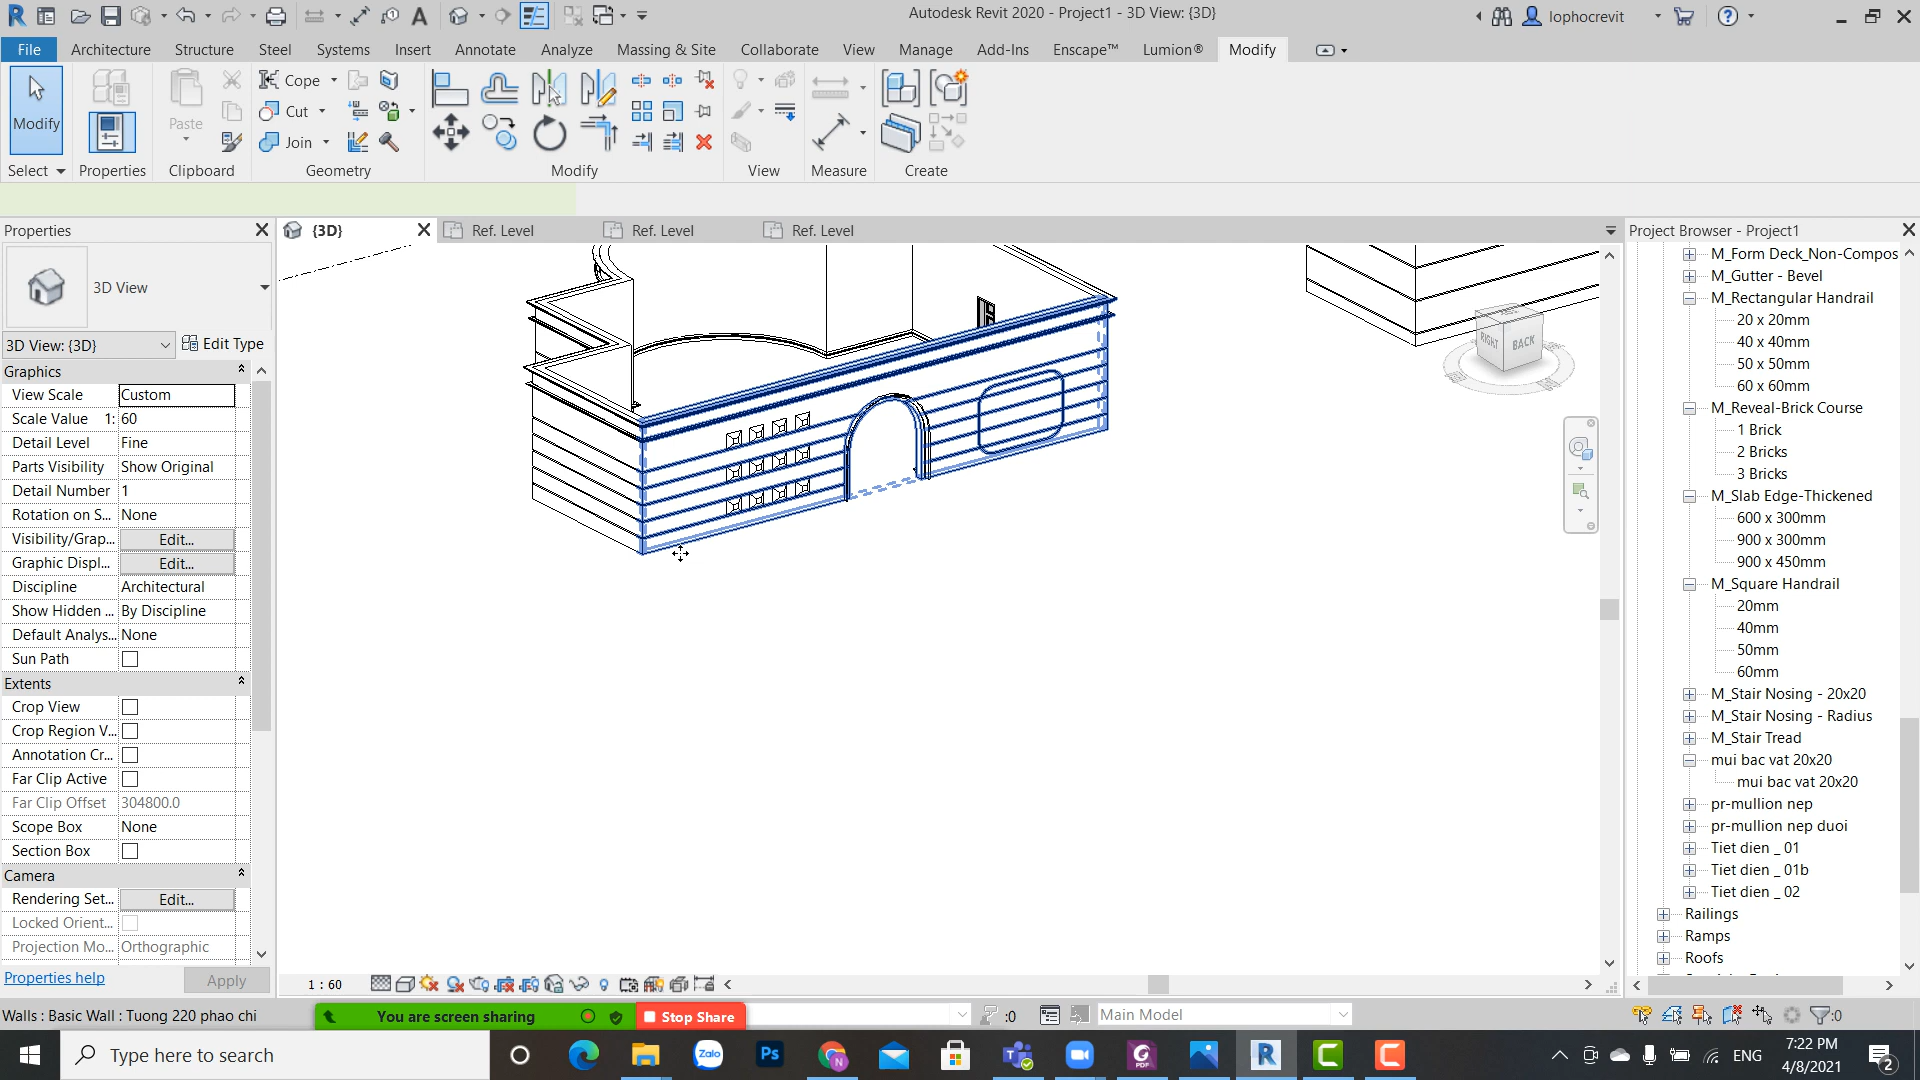 Autodesk Revit 2020 - Project1 - 3D View: {3D}
lophocrevit
File Architecture Structure Steel Systems Insert Annotate Analyze Massing & Site Collaborate View Manage Add-Ins Enscape™ Lumion® Modify
Modify
Paste
Cope
Cut
Join
Select Properties Clipboard Geometry Modify View Measure Create
Properties
{3D}
Ref. Level
Ref. Level
Ref. Level
Project Browser - Project1
3D View
3D View: {3D}
Edit Type
Graphics
View Scale Custom
Scale Value 1: 60
Detail Level Fine
Parts Visibility Show Original
Detail Number 1
Rotation on S... None
Visibility/Grap... Edit...
Graphic Displ... Edit...
Discipline Architectural
Show Hidden ... By Discipline
Default Analys... None
Sun Path
Extents
Crop View
Crop Region V...
Annotation Cr...
Far Clip Active
Far Clip Offset 304800.0
Scope Box None
Section Box
Camera
Rendering Set... Edit...
Locked Orient...
Projection Mo... Orthographic
Properties help
Apply
RIGHT
BACK
M_Form Deck_Non-Compos
M_Gutter - Bevel
M_Rectangular Handrail
20 x 20mm
40 x 40mm
50 x 50mm
60 x 60mm
M_Reveal-Brick Course
1 Brick
2 Bricks
3 Bricks
M_Slab Edge-Thickened
600 x 300mm
900 x 300mm
900 x 450mm
M_Square Handrail
20mm
40mm
50mm
60mm
M_Stair Nosing - 20x20
M_Stair Nosing - Radius
M_Stair Tread
mui bac vat 20x20
mui bac vat 20x20
pr-mullion nep
pr-mullion nep duoi
Tiet dien _ 01
Tiet dien _ 01b
Tiet dien _ 02
Railings
Ramps
Roofs
1 : 60
Walls : Basic Wall : Tuong 220 phao chi
You are screen sharing
Stop Share
:0
Main Model
:0
Type here to search
Zalo
Ps
N
PDF
R
C
C
ENG
7:22 PM
4/8/2021
2